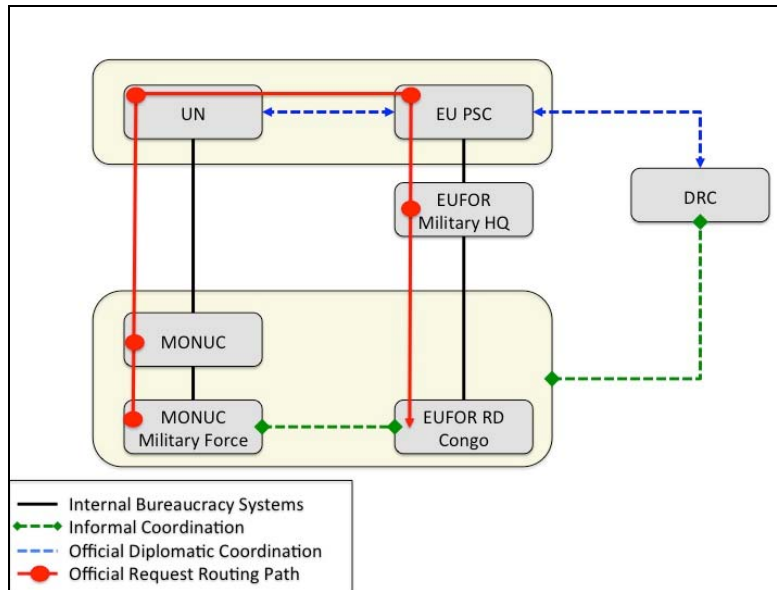 UN
EU PSC
EUFOR
Military HQ
DRC
MONUC
MONUC
Military Force
EUFOR RD
Congo
Internal Bureaucracy Systems
Informal Coordination
Official Diplomatic Coordination
Official Request Routing Path